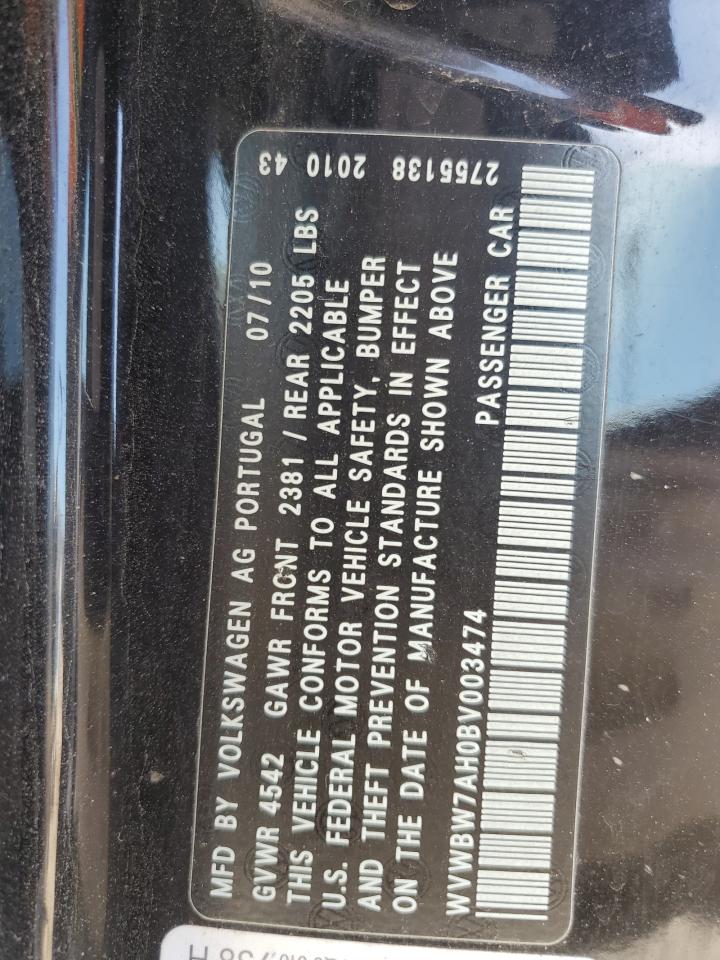 MFD BY VOLKSWAGEN AG PORTUGAL 07/10
GVWR 4542 GAWR FRONT 2381 / REAR 2205 LBS
THIS VEHICLE CONFORMS TO ALL APPLICABLE
U.S. FEDERAL MOTOR VEHICLE SAFETY, BUMPER
AND THEFT PREVENTION STANDARDS IN EFFECT
ON THE DATE OF MANUFACTURE SHOWN ABOVE
WVWBW7AH0BV003474 PASSENGER CAR
2010 43
2755138